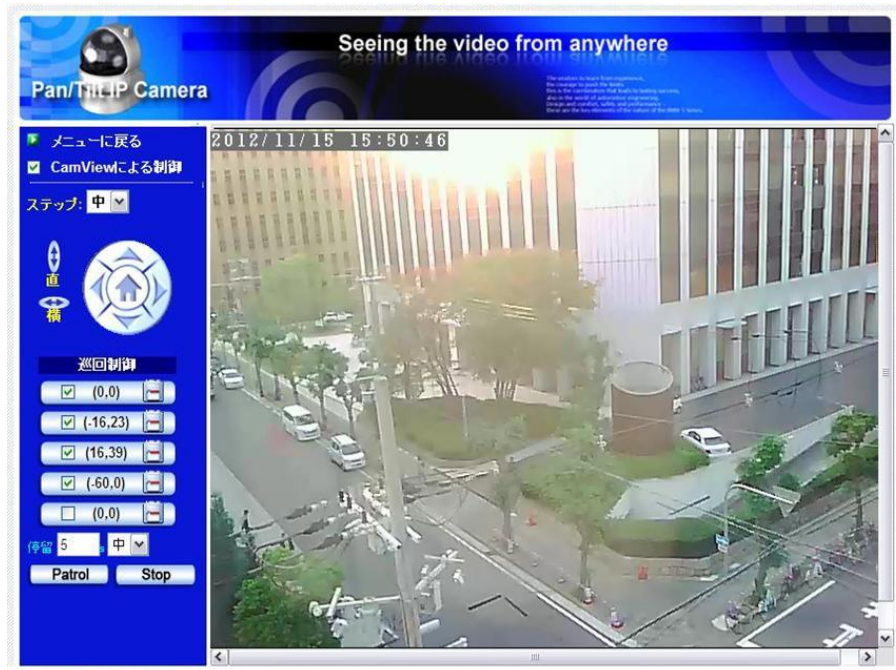 Seeing the video from anywhere
Pan/Tilt IP Camera
メニューに戻る
CamViewによる制御
ステップ: 中
直
横
巡回制御
(0,0)
(-16,23)
(16,39)
(-60,0)
(0,0)
停留 5 s 中
Patrol Stop
2012/11/15 15:50:46